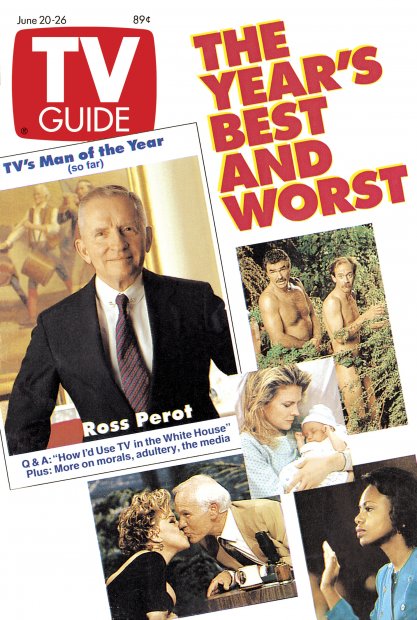 June 20-26 89¢
TV
GUIDE
®
THE
YEAR'S
BEST
AND
WORST
TV's Man of the Year
(so far)
Ross Perot
Q & A: "How I'd Use TV in the White House"
Plus: More on morals, adultery, the media